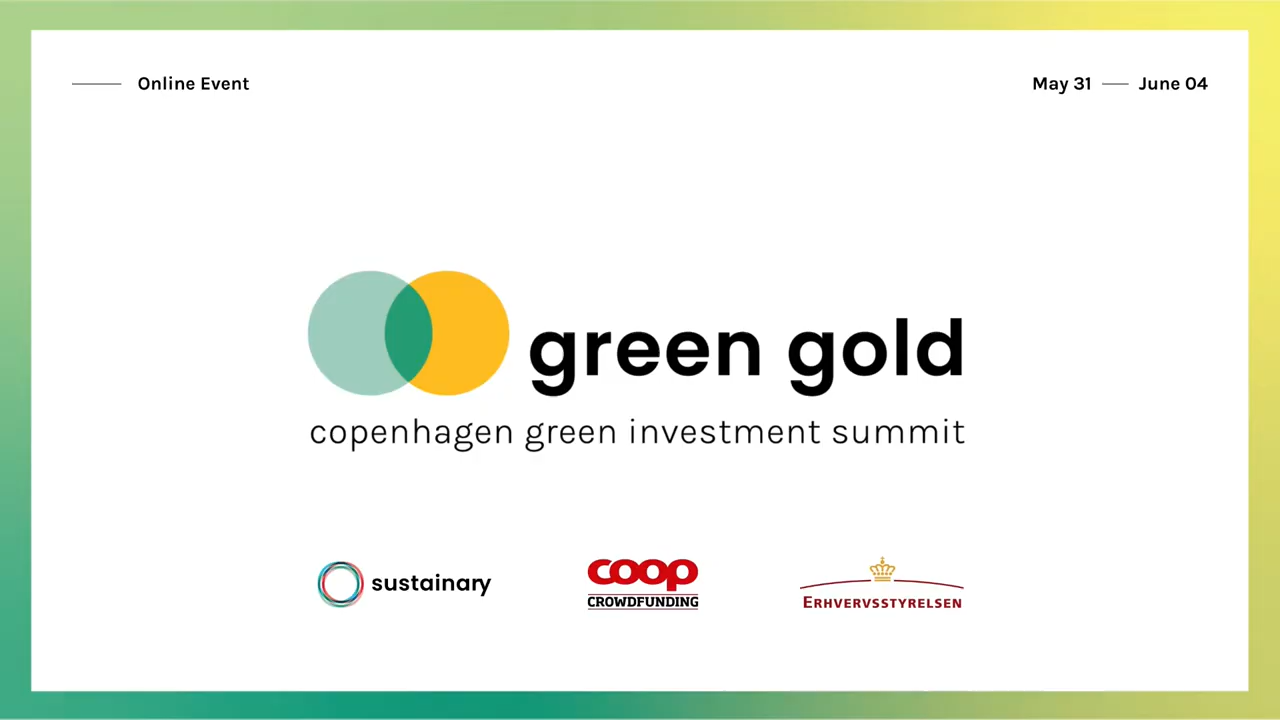 Online Event
May 31 — June 04
green gold
copenhagen green investment summit
sustainary
coop
CROWDFUNDING
ERHVERVSSTYRELSEN